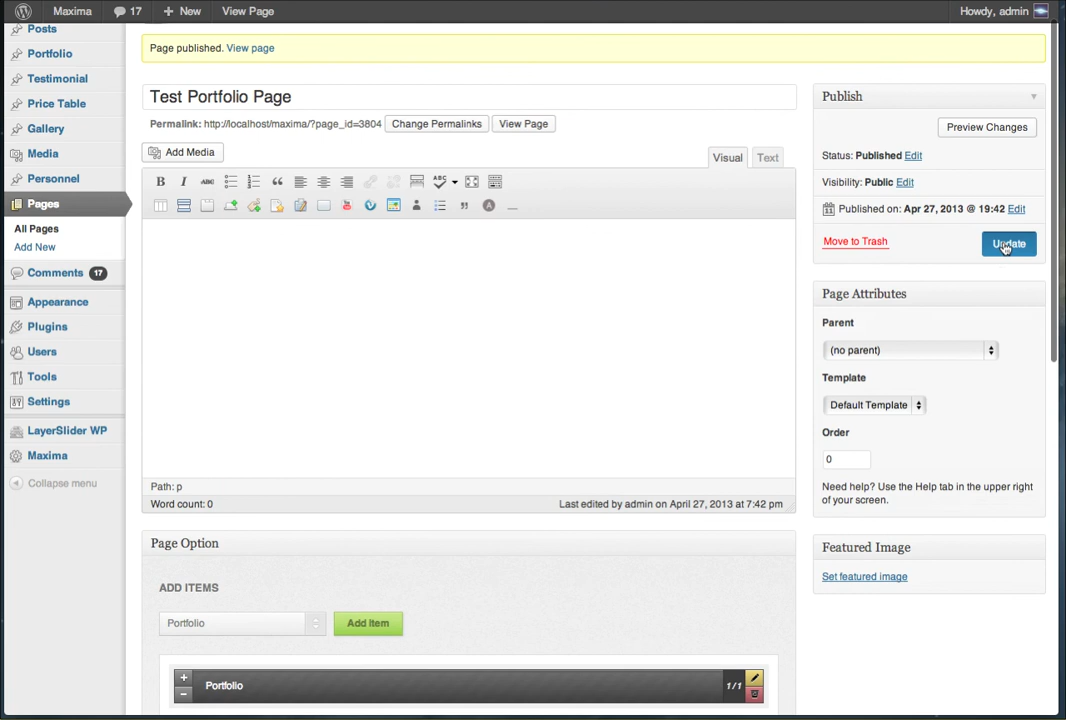 Maxima 17 + New View Page Howdy, admin
Posts
Portfolio
Testimonial
Price Table
Gallery
Media
Personnel
Pages
All Pages
Add New
Comments 17
Appearance
Plugins
Users
Tools
Settings
LayerSlider WP
Maxima
Collapse menu
Page published. View page
Test Portfolio Page
Permalink: http://localhost/maxima/?page_id=3804 Change Permalinks View Page
Add Media
Visual Text
B I ABC ABC
Path: p
Word count: 0 Last edited by admin on April 27, 2013 at 7:42 pm
Page Option
ADD ITEMS
Portfolio Add Item
Portfolio 1/1
Publish
Preview Changes
Status: Published Edit
Visibility: Public Edit
Published on: Apr 27, 2013 @ 19:42 Edit
Move to Trash Update
Page Attributes
Parent
(no parent)
Template
Default Template
Order
0
Need help? Use the Help tab in the upper right
of your screen.
Featured Image
Set featured image